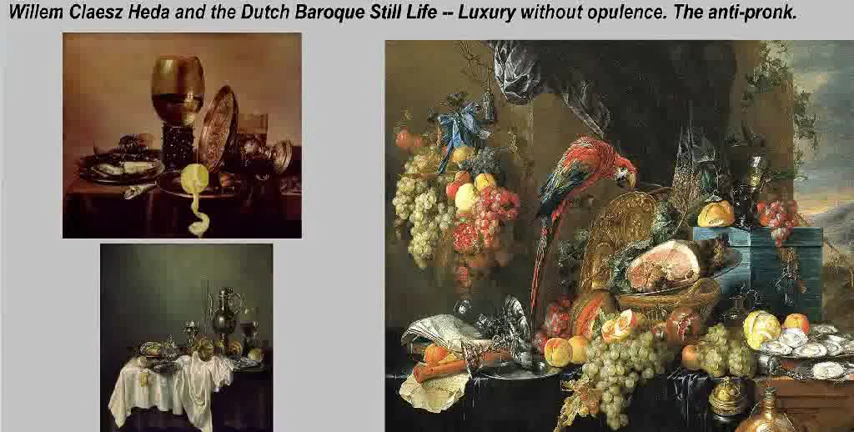 Willem Claesz Heda and the Dutch Baroque Still Life -- Luxury without opulence. The anti-pronk.